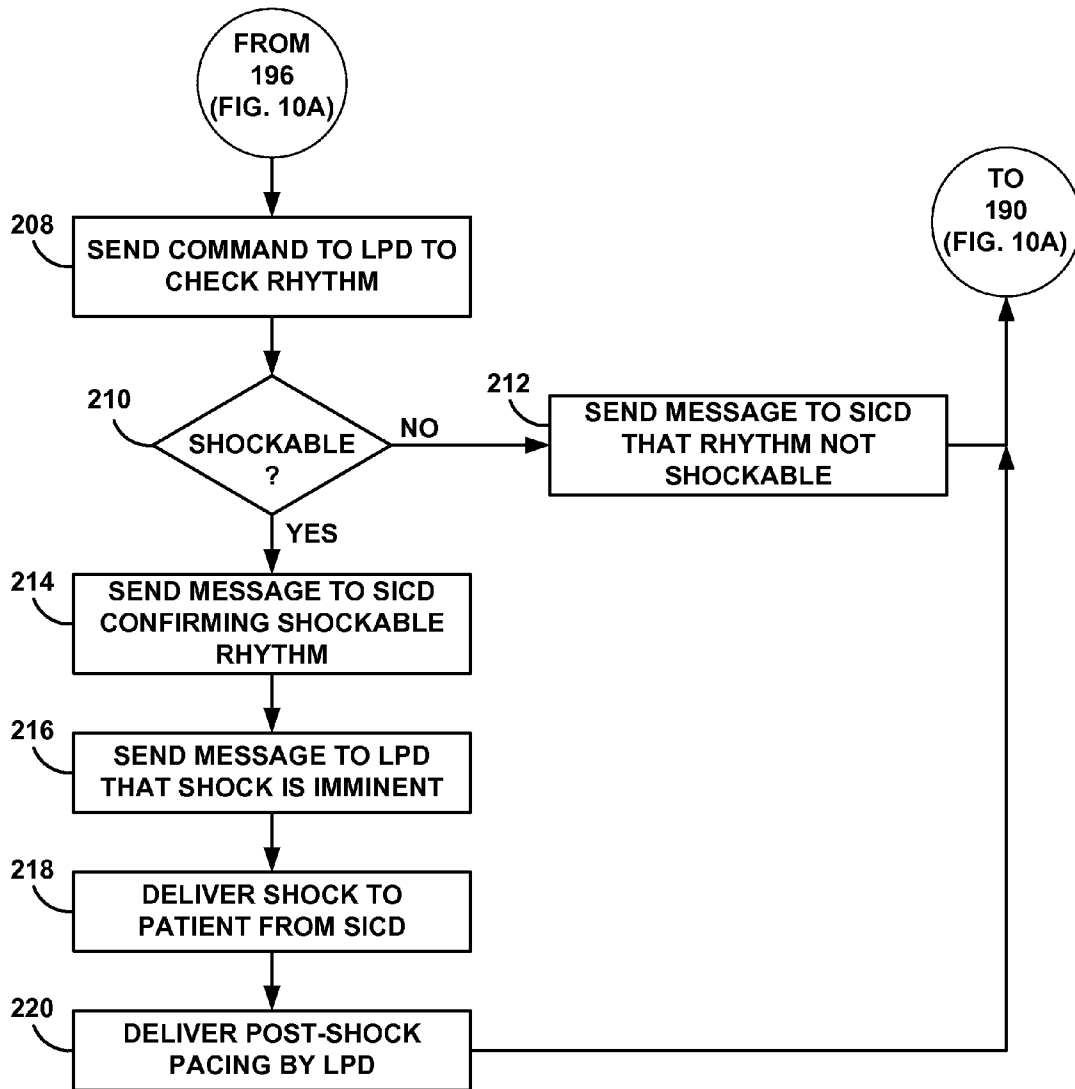 FROM
196
(FIG. 10A)
TO
190
(FIG. 10A)
208
SEND COMMAND TO LPD TO
CHECK RHYTHM
210
SHOCKABLE
?
NO
YES
212
SEND MESSAGE TO SICD
THAT RHYTHM NOT
SHOCKABLE
214
SEND MESSAGE TO SICD
CONFIRMING SHOCKABLE
RHYTHM
216
SEND MESSAGE TO LPD
THAT SHOCK IS IMMINENT
218
DELIVER SHOCK TO
PATIENT FROM SICD
220
DELIVER POST-SHOCK
PACING BY LPD